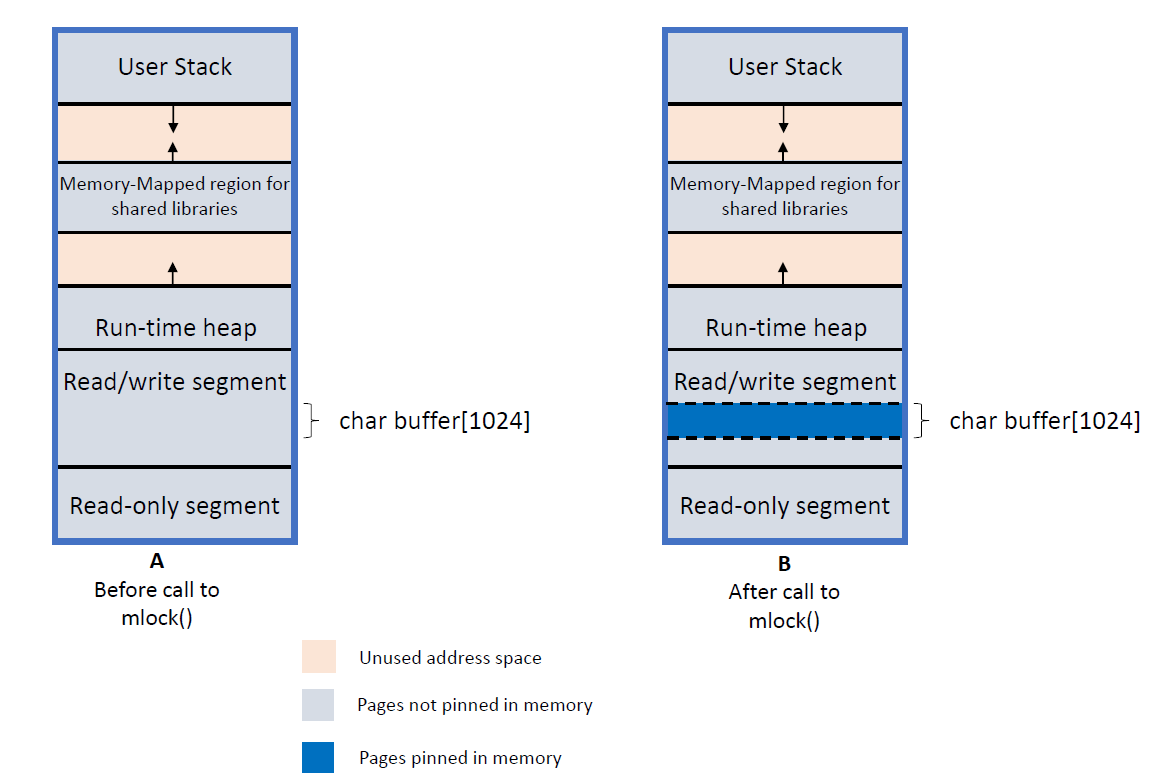 User Stack
Memory-Mapped region for
shared libraries
Run-time heap
Read/write segment
char buffer[1024]
Read-only segment
A
Before call to
mlock()
User Stack
Memory-Mapped region for
shared libraries
Run-time heap
Read/write segment
char buffer[1024]
Read-only segment
B
After call to
mlock()
Unused address space
Pages not pinned in memory
Pages pinned in memory